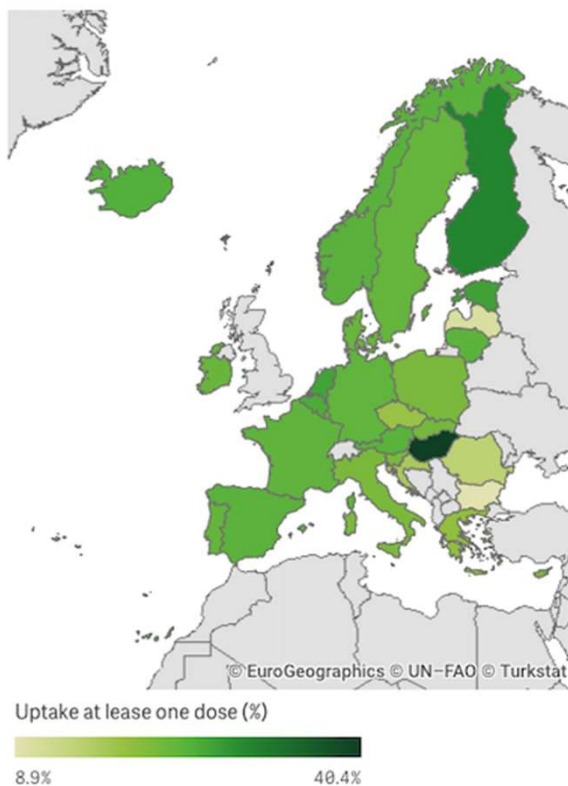 © EuroGeographics © UN-FAO © Turkstat
Uptake at lease one dose (%)
8.9%
40.4%